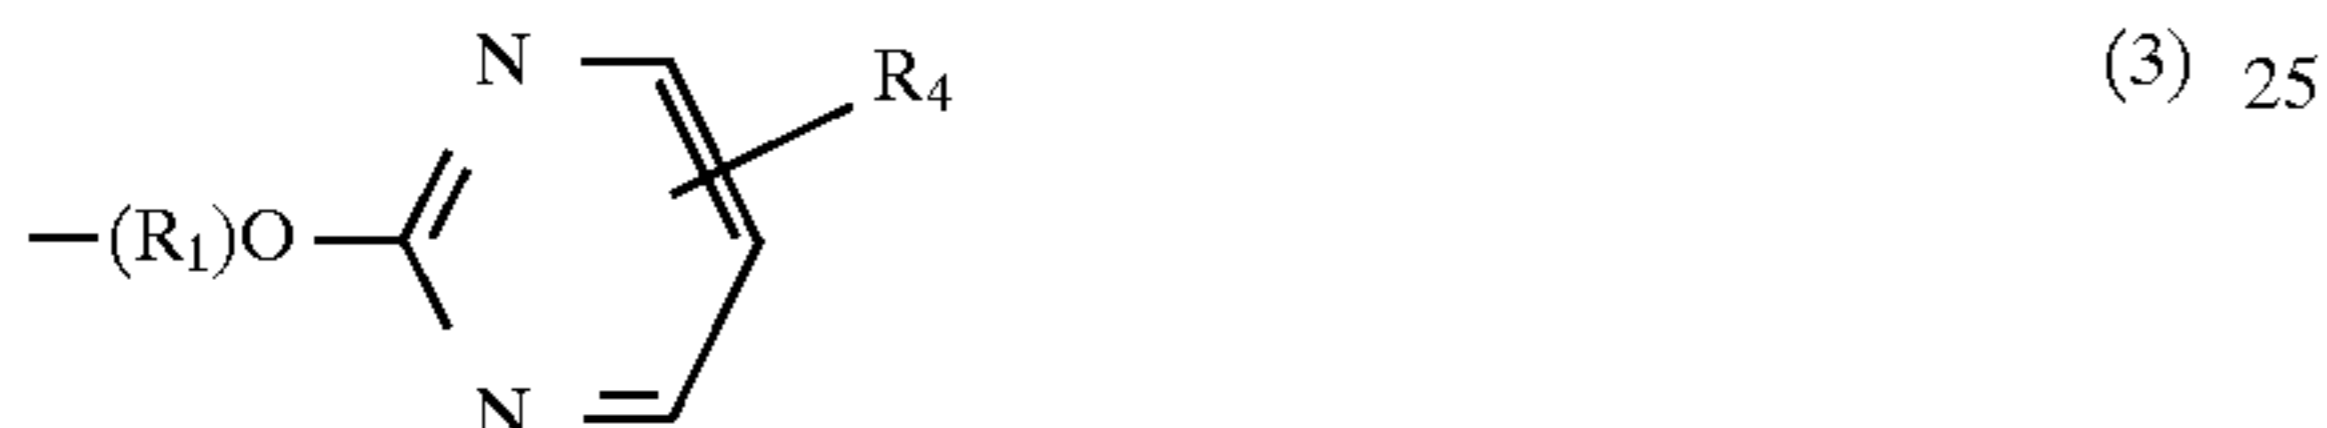 N
R4
(3) 25
—(R1)O
N